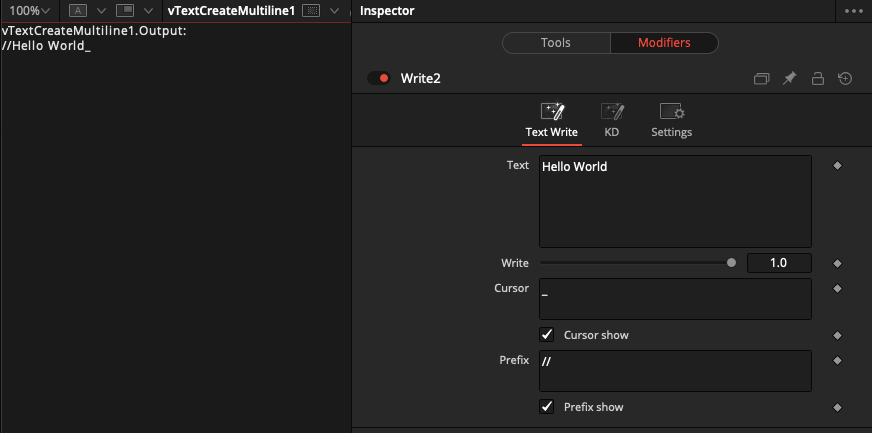 100%
A
vTextCreateMultiline1
Inspector
vTextCreateMultiline1.Output:
//Hello World_
Tools
Modifiers
Write2
Text Write
KD
Settings
Text
Hello World
Write
1.0
Cursor
_
Cursor show
Prefix
//
Prefix show